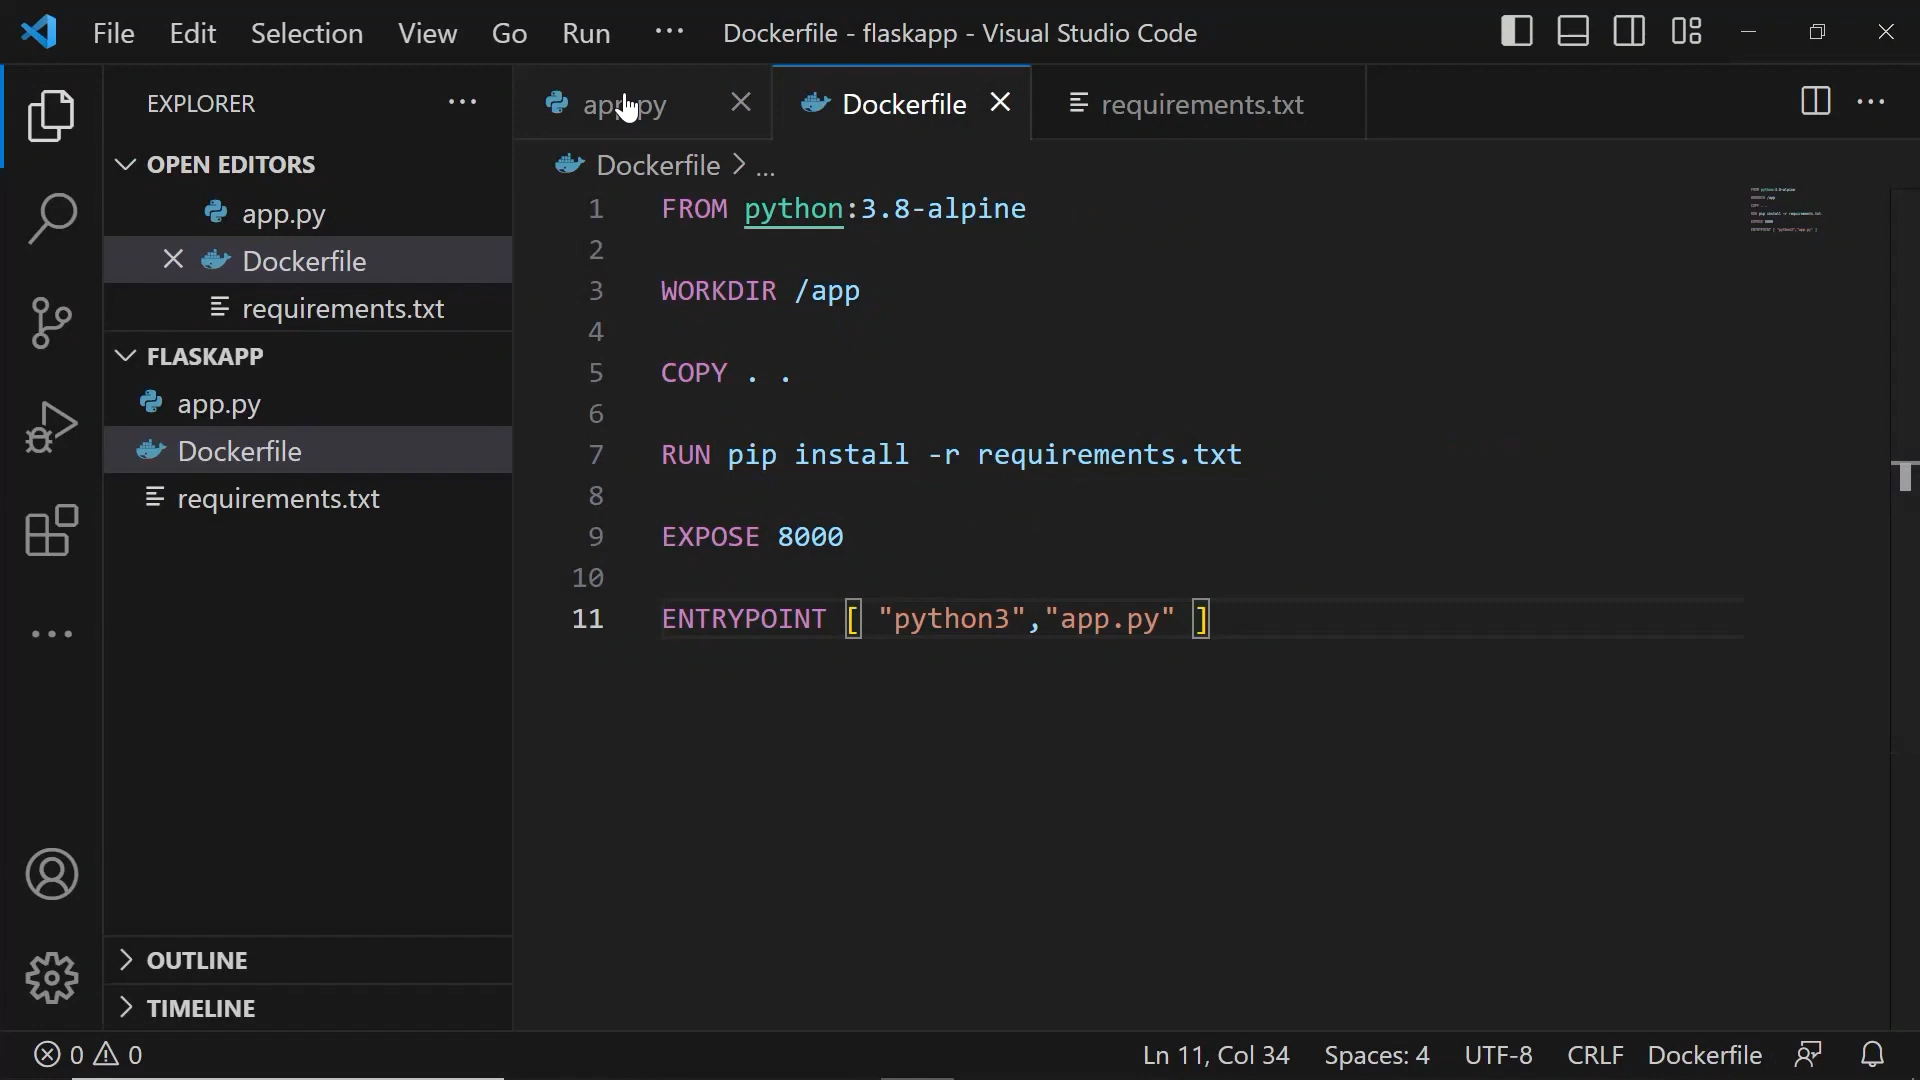 File Edit Selection View Go Run ··· Dockerfile - flaskapp - Visual Studio Code
EXPLORER ···
app.py Dockerfile requirements.txt ···
OPEN EDITORS
app.py
Dockerfile
requirements.txt
FLASKAPP
app.py
Dockerfile
requirements.txt
OUTLINE
TIMELINE
Dockerfile > ...
1 FROM python:3.8-alpine
2
3 WORKDIR /app
4
5 COPY . .
6
7 RUN pip install -r requirements.txt
8
9 EXPOSE 8000
10
11 ENTRYPOINT [ "python3","app.py" ]
0 0 Ln 11, Col 34 Spaces: 4 UTF-8 CRLF Dockerfile